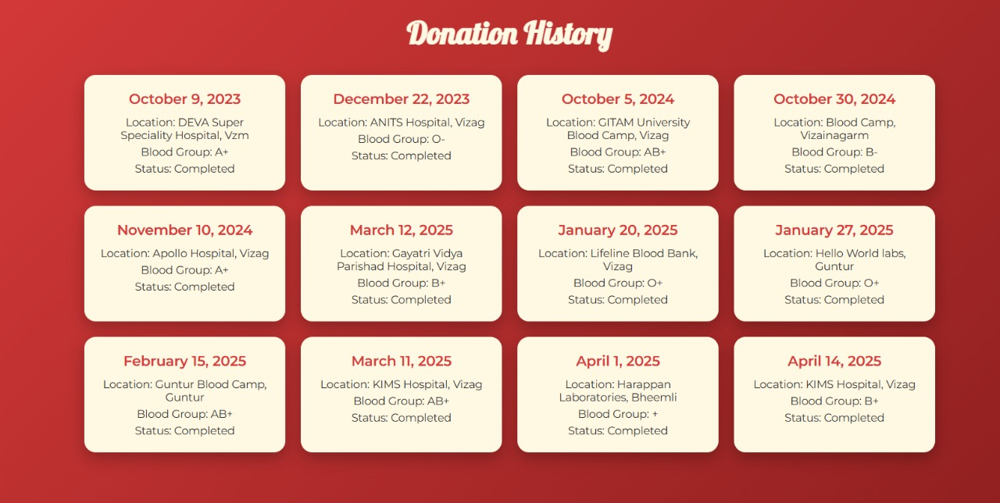 Donation History
October 9, 2023
Location: DEVA Super
Speciality Hospital, Vzm
Blood Group: A+
Status: Completed
December 22, 2023
Location: ANITS Hospital, Vizag
Blood Group: O-
Status: Completed
October 5, 2024
Location: GITAM University
Blood Camp, Vizag
Blood Group: AB+
Status: Completed
October 30, 2024
Location: Blood Camp,
Vizainagarm
Blood Group: B-
Status: Completed
November 10, 2024
Location: Apollo Hospital, Vizag
Blood Group: A+
Status: Completed
March 12, 2025
Location: Gayatri Vidya
Parishad Hospital, Vizag
Blood Group: B+
Status: Completed
January 20, 2025
Location: Lifeline Blood Bank,
Vizag
Blood Group: O+
Status: Completed
January 27, 2025
Location: Hello World labs,
Guntur
Blood Group: O+
Status: Completed
February 15, 2025
Location: Guntur Blood Camp,
Guntur
Blood Group: AB+
Status: Completed
March 11, 2025
Location: KIMS Hospital, Vizag
Blood Group: AB+
Status: Completed
April 1, 2025
Location: Harappan
Laboratories, Bheemli
Blood Group: +
Status: Completed
April 14, 2025
Location: KIMS Hospital, Vizag
Blood Group: B+
Status: Completed